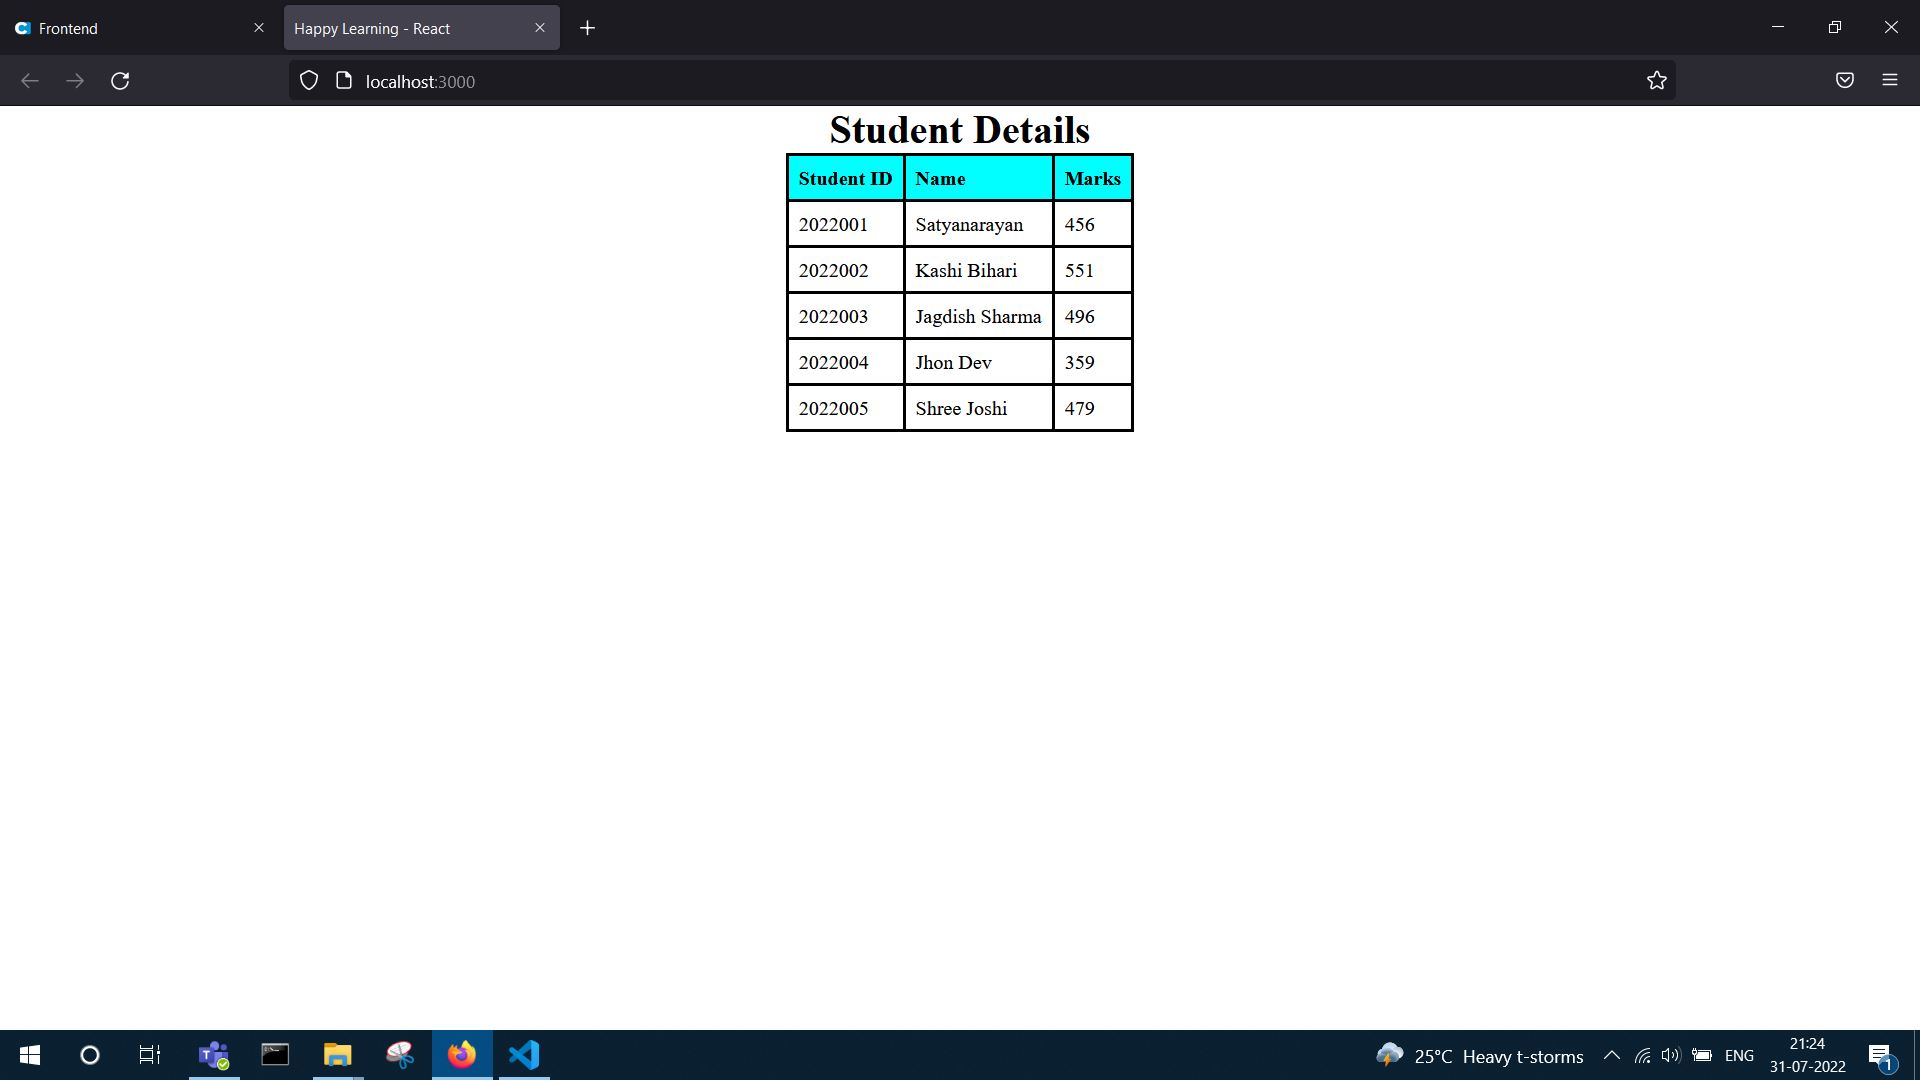 Frontend
Happy Learning - React
localhost:3000
Student Details
Student ID Name Marks
2022001 Satyanarayan 456
2022002 Kashi Bihari 551
2022003 Jagdish Sharma 496
2022004 Jhon Dev 359
2022005 Shree Joshi 479
25°C Heavy t-storms ENG 21:24
31-07-2022
1